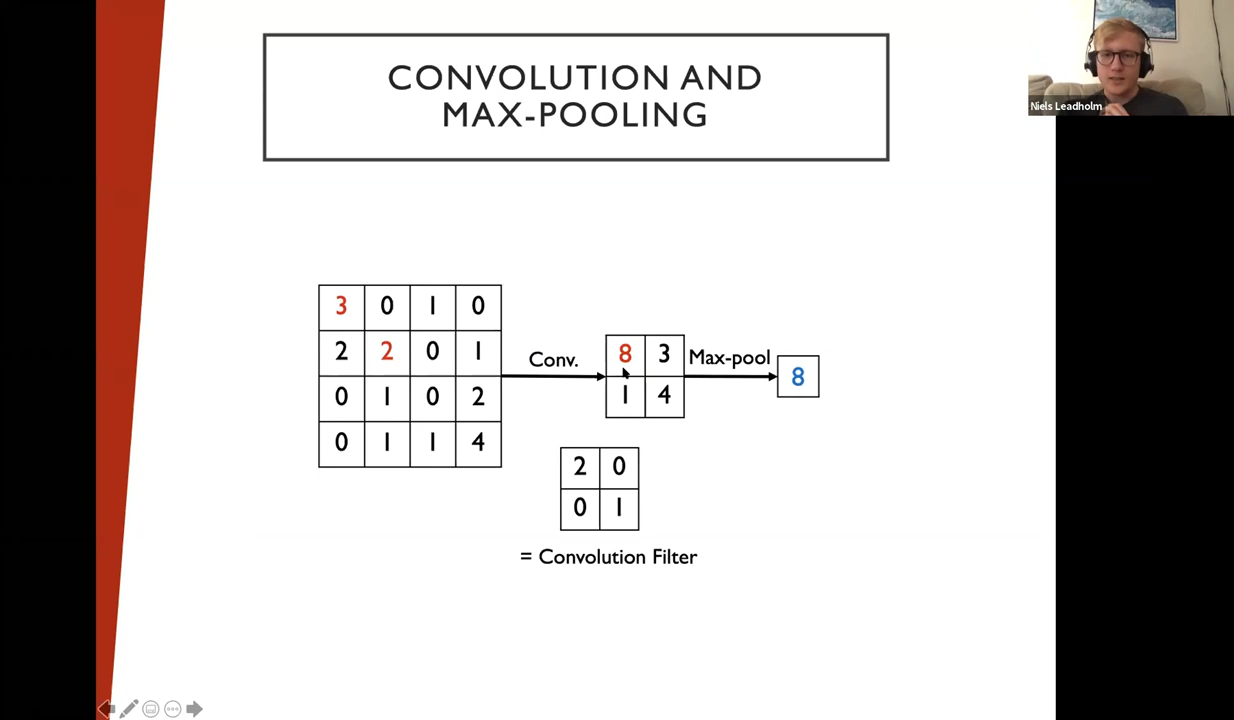 CONVOLUTION AND
MAX-POOLING
Niels Leadholm
3 0 1 0
2 2 0 1
0 1 0 2
0 1 1 4
Conv.
8 3
1 4
Max-pool
8
2 0
0 1
= Convolution Filter